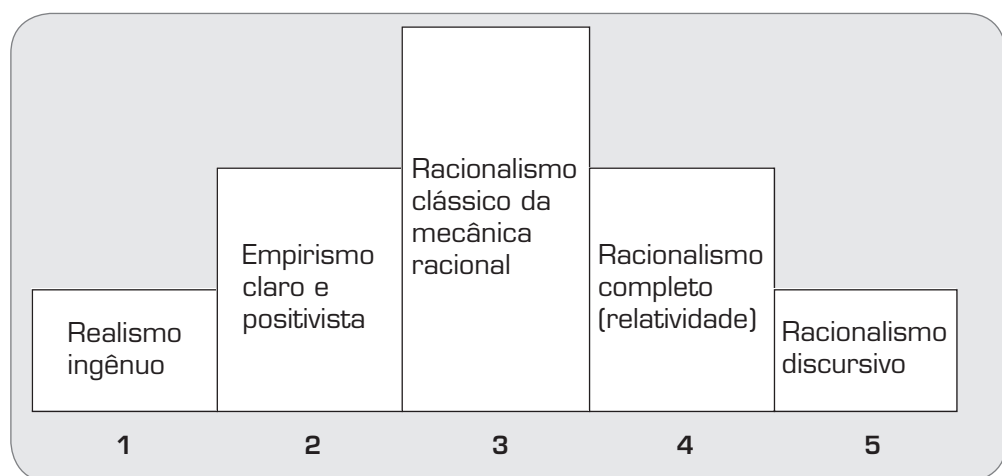 Realismo
ingênuo
Empirismo
claro e
positivista
Racionalismo
clássico da
mecânica
racional
Racionalismo
completo
(relatividade)
Racionalismo
discursivo
1
2
3
4
5